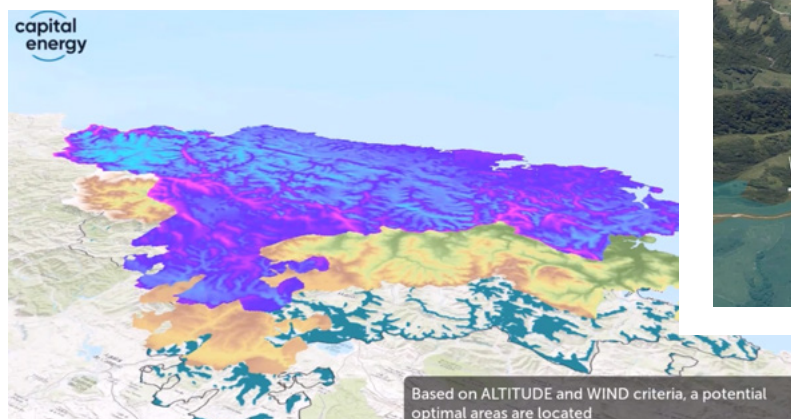 capital
energy
Based on ALTITUDE and WIND criteria, a potential
optimal areas are located